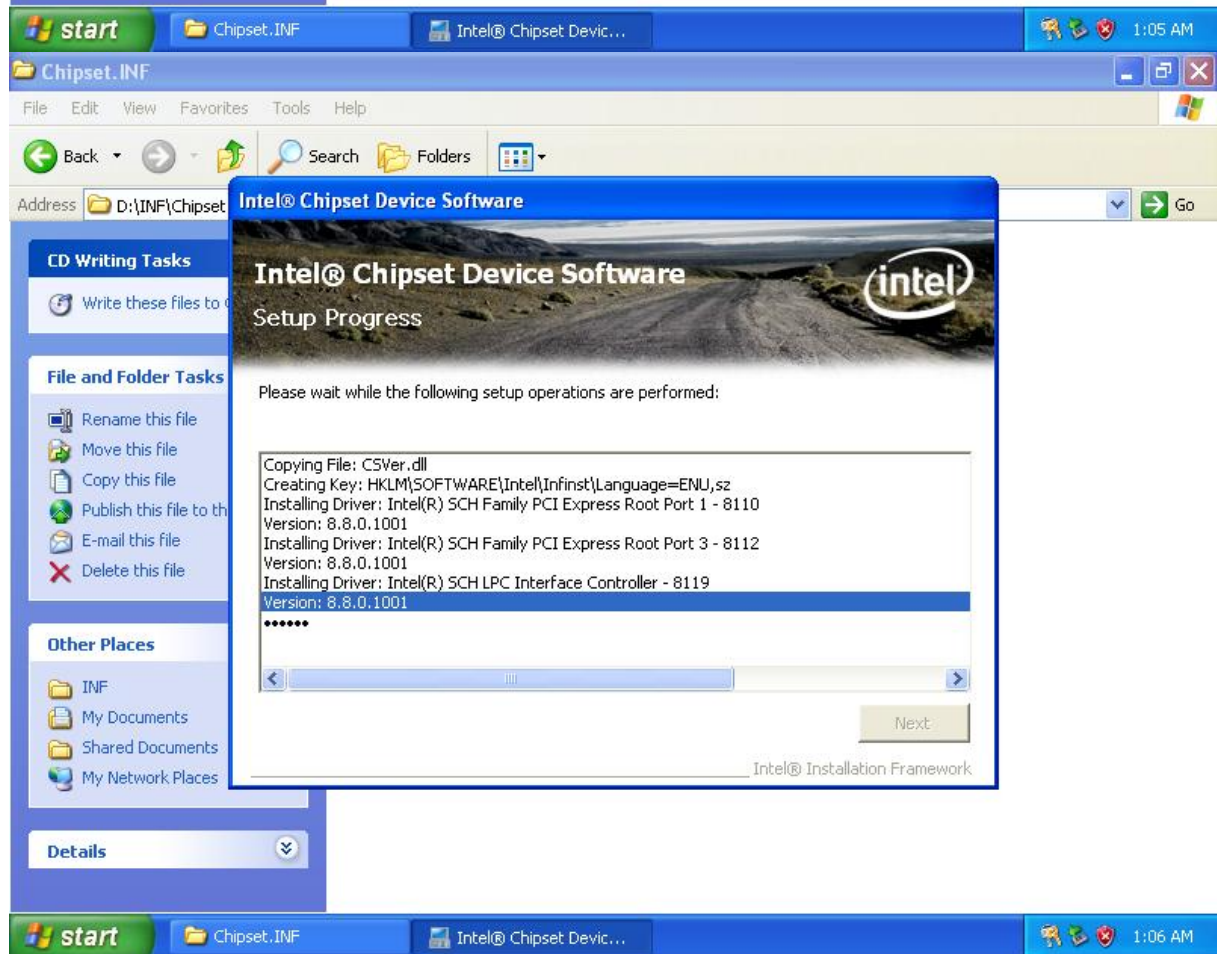 start
Chipset.INF
Intel® Chipset Devic...
1:05 AM
Chipset.INF
File Edit View Favorites Tools Help
Back
Search
Folders
Address D:\INF\Chipset
Go
CD Writing Tasks
Write these files to
File and Folder Tasks
Rename this file
Move this file
Copy this file
Publish this file to th
E-mail this file
Delete this file
Other Places
INF
My Documents
Shared Documents
My Network Places
Details
Intel® Chipset Device Software
Intel® Chipset Device Software
intel
Setup Progress
Please wait while the following setup operations are performed:
Copying File: CSVer.dll
Creating Key: HKLM\SOFTWARE\Intel\Infinst\Language=ENU,sz
Installing Driver: Intel(R) SCH Family PCI Express Root Port 1 - 8110
Version: 8.8.0.1001
Installing Driver: Intel(R) SCH Family PCI Express Root Port 3 - 8112
Version: 8.8.0.1001
Installing Driver: Intel(R) SCH LPC Interface Controller - 8119
Version: 8.8.0.1001
••••••
Next
Intel® Installation Framework
start
Chipset.INF
Intel® Chipset Devic...
1:06 AM